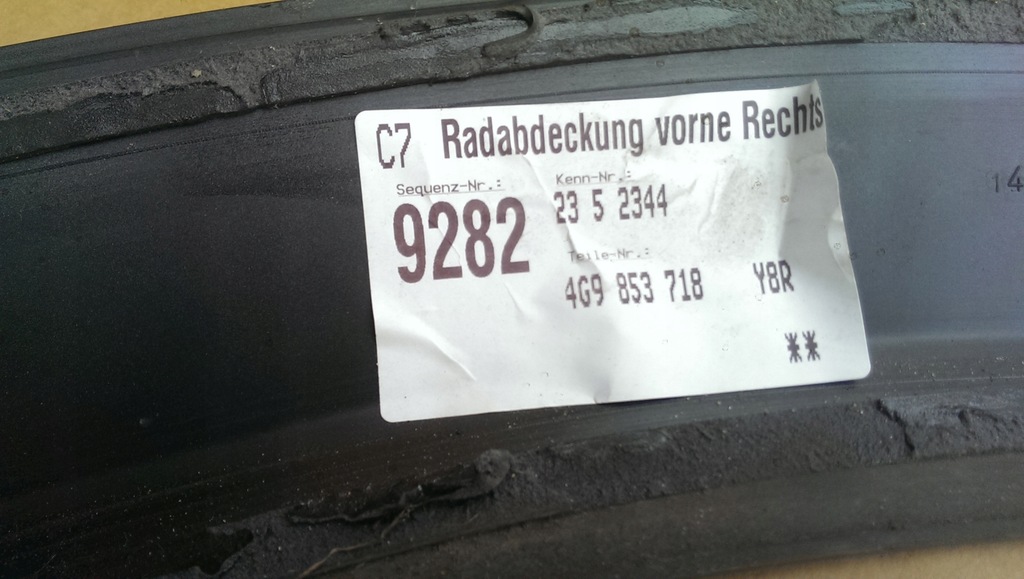 C7 Radabdeckung vorne Rechts
Sequenz-Nr.: Kenn-Nr.:
9282 23 5 2344
Teile-Nr.:
4G9 853 718 Y8R
**
14